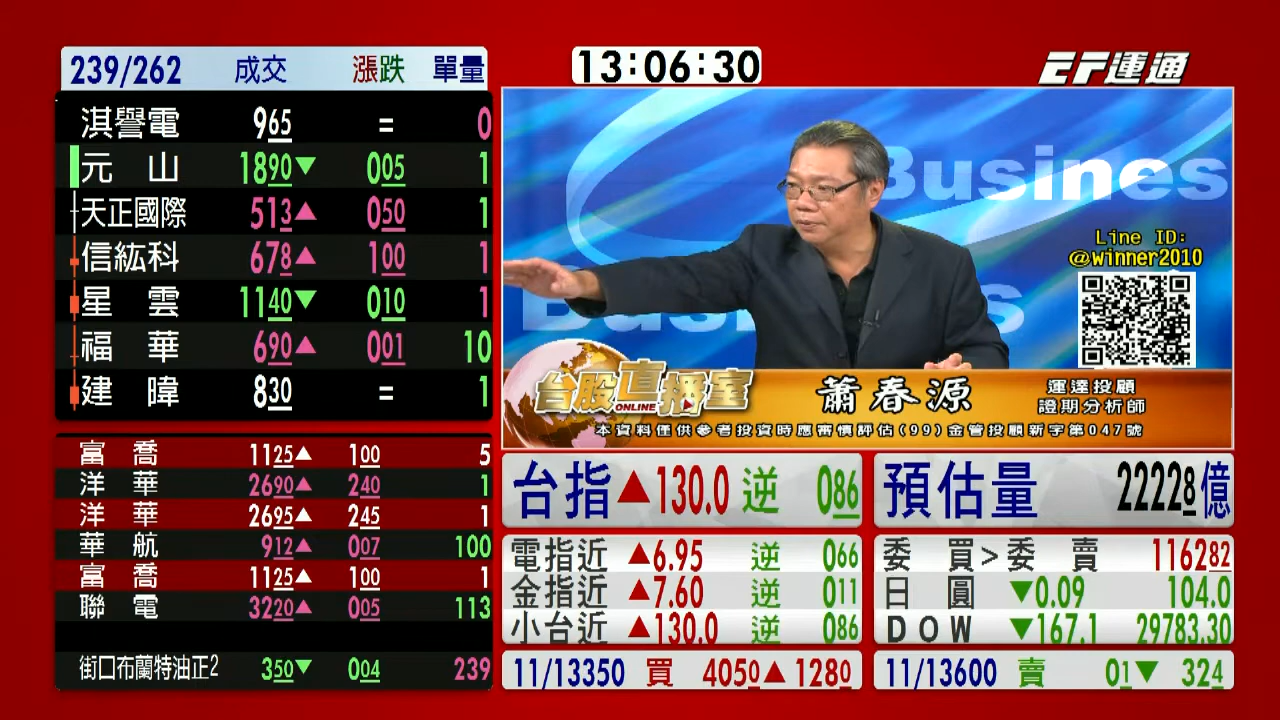 239/262 成交 漲跌 單量
淇譽電 965 = 0
元山 1890▼ 005 1
天正國際 513▲ 050 1
信紘科 678▲ 100 1
星雲 1140▼ 010 1
福華 690▲ 001 10
建暐 830 = 1
富喬 1125▲ 100 5
洋華 2690▲ 240 1
洋華 2695▲ 245 1
華航 912▲ 007 100
富喬 1125▲ 100 1
聯電 3220▲ 005 113
街口布蘭特油正2 350▼ 004 239
13:06:30
EF運通
Business
Line ID:
@winner2010
Business
台股直播室
ONLINE
蕭春源
運達投顧
證期分析師
本資料僅供參考投資時應審慎評估(99)金管投顧新字第047號
台指▲130.0 逆 086
預估量 22228億
電指近 ▲6.95 逆 066
金指近 ▲7.60 逆 011
小台近 ▲130.0 逆 086
委買>委賣 116282
日圓 ▼0.09 104.0
DOW ▼167.1 29783.30
11/13350 買 4050▲1280
11/13600 賣 01▼ 324